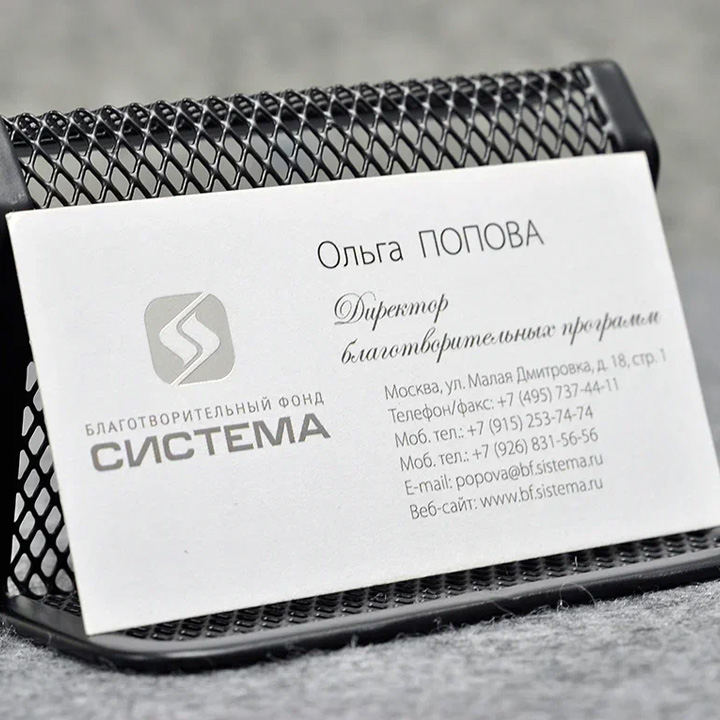 Ольга ПОПОВА
Директор
благотворительных программ
БЛАГОТВОРИТЕЛЬНЫЙ ФОНД
СИСТЕМА
Москва, ул. Малая Дмитровка, д. 18, стр. 1
Телефон/факс: +7 (495) 737-44-11
Моб. тел.: +7 (915) 253-74-74
Моб. тел.: +7 (926) 831-56-56
E-mail: popova@bf.sistema.ru
Веб-сайт: www.bf.sistema.ru